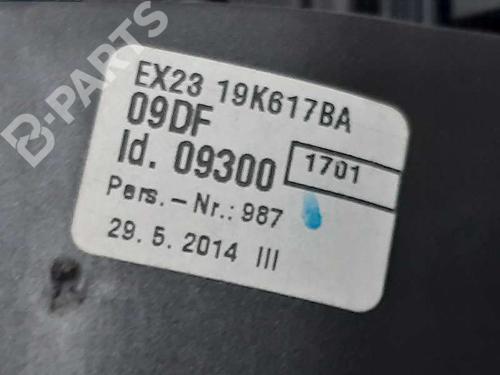 B-PARTS
EX23 19K617BA
09DF
Id. 09300 1701
Pers.-Nr.: 987
29. 5. 2014 III